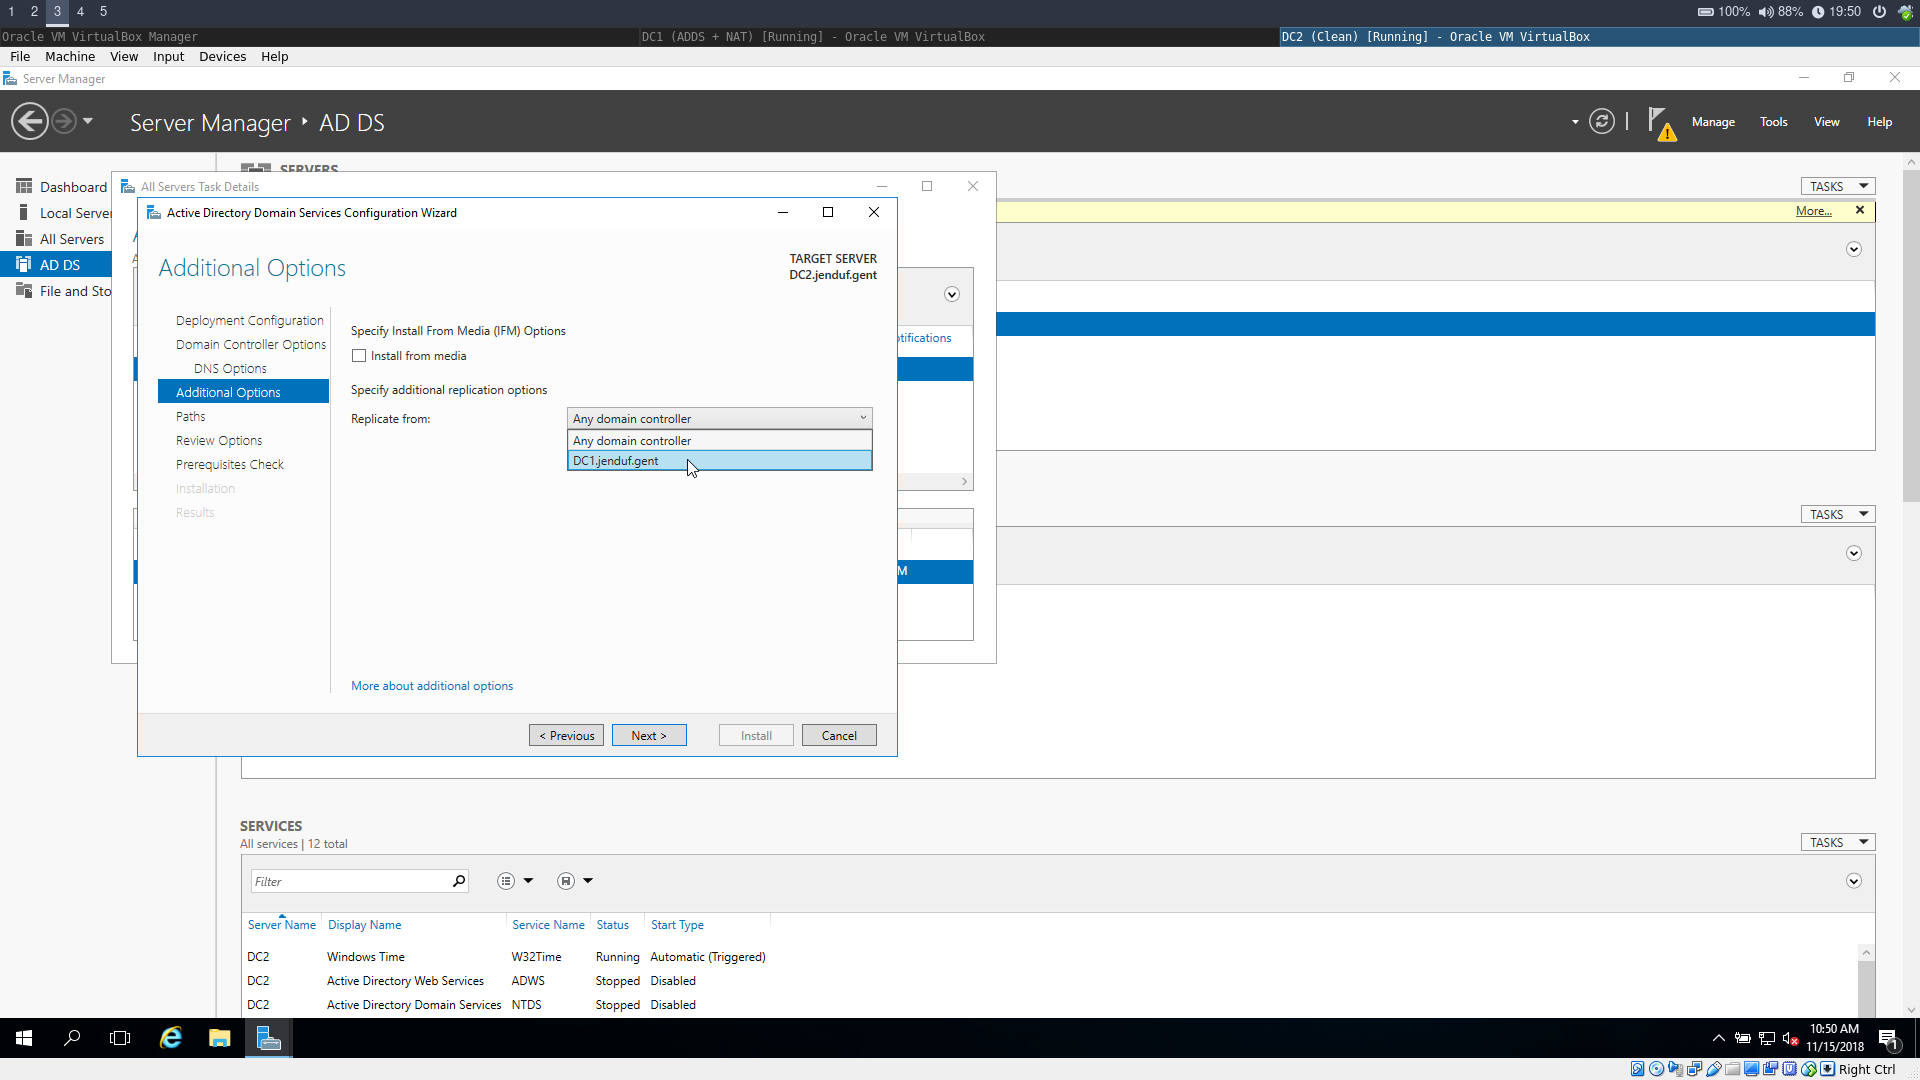 1 2 3 4 5
100% 88% 19:50
Oracle VM VirtualBox Manager
DC1 (ADDS + NAT) [Running] - Oracle VM VirtualBox
DC2 (Clean) [Running] - Oracle VM VirtualBox
File Machine View Input Devices Help
Server Manager
Server Manager AD DS
Manage Tools View Help
Dashboard
Local Server
All Servers
AD DS
File and Sto
SERVERS
TASKS
More...
All Servers Task Details
Active Directory Domain Services Configuration Wizard
Additional Options
TARGET SERVER
DC2.jenduf.gent
Deployment Configuration
Domain Controller Options
DNS Options
Additional Options
Paths
Review Options
Prerequisites Check
Installation
Results
Specify Install From Media (IFM) Options
Install from media
Specify additional replication options
Replicate from:
Any domain controller
Any domain controller
DC1.jenduf.gent
More about additional options
< Previous
Next >
Install
Cancel
otifications
M
TASKS
SERVICES
All services | 12 total
TASKS
Filter
Server Name Display Name Service Name Status Start Type
DC2 Windows Time W32Time Running Automatic (Triggered)
DC2 Active Directory Web Services ADWS Stopped Disabled
DC2 Active Directory Domain Services NTDS Stopped Disabled
10:50 AM
11/15/2018
1
Right Ctrl